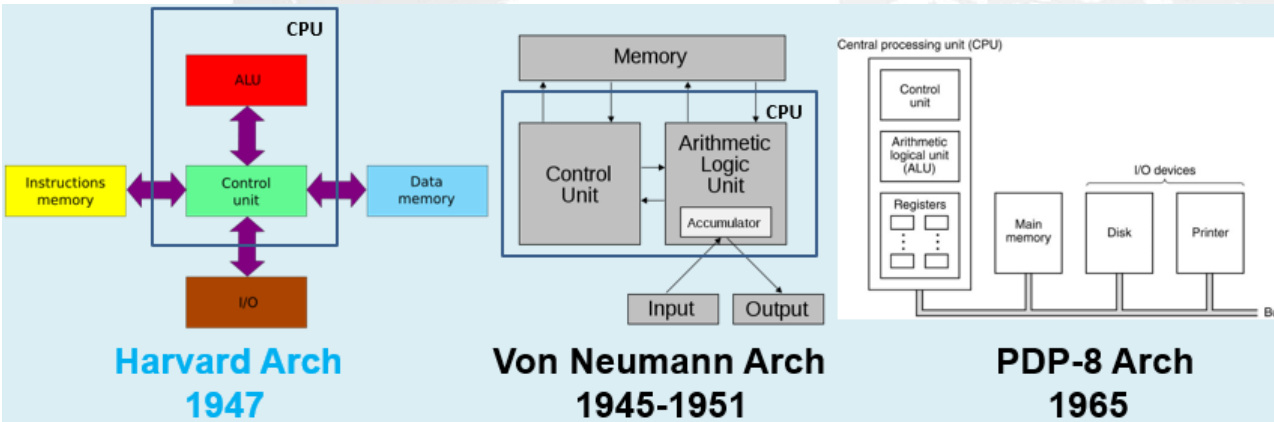 CPU
ALU
Instructions
memory
Control
unit
Data
memory
I/O
Harvard Arch
1947
Memory
CPU
Control
Unit
Arithmetic
Logic
Unit
Accumulator
Input
Output
Von Neumann Arch
1945-1951
Central processing unit (CPU)
Control
unit
Arithmetic
logical unit
(ALU)
Registers
Main
memory
I/O devices
Disk
Printer
PDP-8 Arch
1965